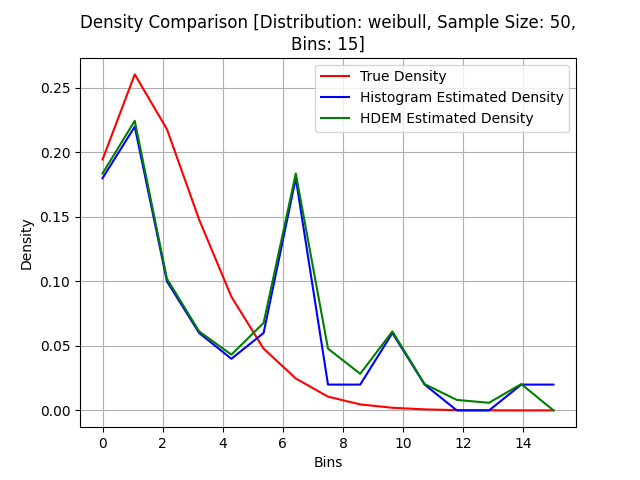 Density Comparison [Distribution: weibull, Sample Size: 50,
Bins: 15]
True Density
Histogram Estimated Density
HDEM Estimated Density
Density
0.25
0.20
0.15
0.10
0.05
0.00
0 2 4 6 8 10 12 14
Bins